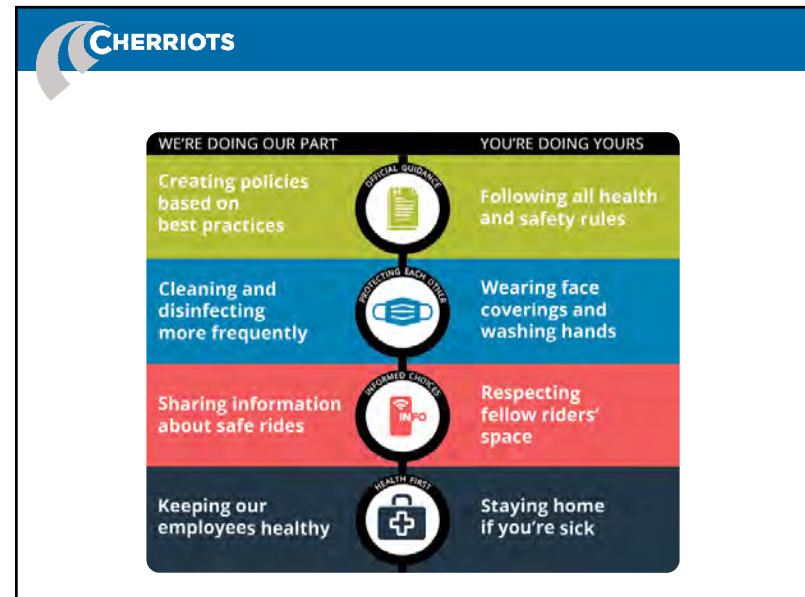 CHERRIOTS
WE'RE DOING OUR PART
YOU'RE DOING YOURS
Creating policies
based on
best practices
OFFICIAL GUIDANCE
Following all health
and safety rules
Cleaning and
disinfecting
more frequently
PROTECTING EACH OTHER
Wearing face
coverings and
washing hands
Sharing information
about safe rides
INFORMED CHOICES
INFO
Respecting
fellow riders'
space
Keeping our
employees healthy
HEALTH FIRST
Staying home
if you're sick